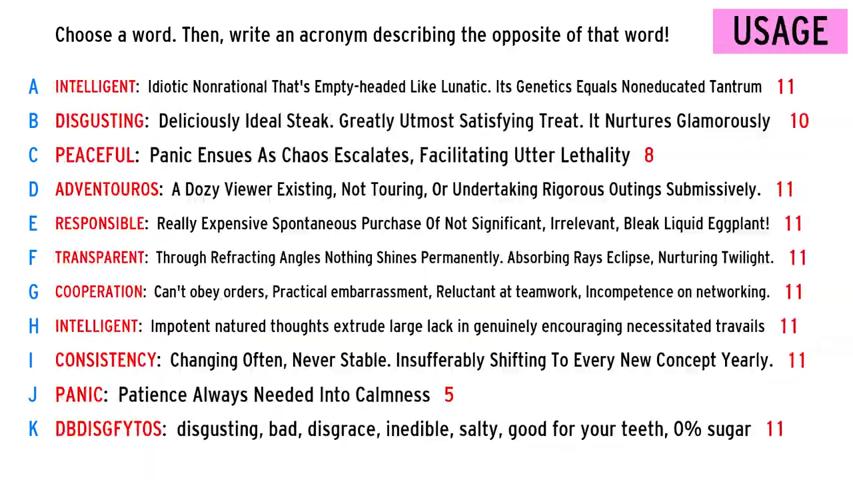 Choose a word. Then, write an acronym describing the opposite of that word!
USAGE
A INTELLIGENT: Idiotic Nonrational That's Empty-headed Like Lunatic. Its Genetics Equals Noneducated Tantrum 11
B DISGUSTING: Deliciously Ideal Steak. Greatly Utmost Satisfying Treat. It Nurtures Glamorously 10
C PEACEFUL: Panic Ensues As Chaos Escalates, Facilitating Utter Lethality 8
D ADVENTOUROS: A Dozy Viewer Existing, Not Touring, Or Undertaking Rigorous Outings Submissively. 11
E RESPONSIBLE: Really Expensive Spontaneous Purchase Of Not Significant, Irrelevant, Bleak Liquid Eggplant! 11
F TRANSPARENT: Through Refracting Angles Nothing Shines Permanently. Absorbing Rays Eclipse, Nurturing Twilight. 11
G COOPERATION: Can't obey orders, Practical embarrassment, Reluctant at teamwork, Incompetence on networking. 11
H INTELLIGENT: Impotent natured thoughts extrude large lack in genuinely encouraging necessitated travails 11
I CONSISTENCY: Changing Often, Never Stable. Insufferably Shifting To Every New Concept Yearly. 11
J PANIC: Patience Always Needed Into Calmness 5
K DBDISGFYTOS: disgusting, bad, disgrace, inedible, salty, good for your teeth, 0% sugar 11